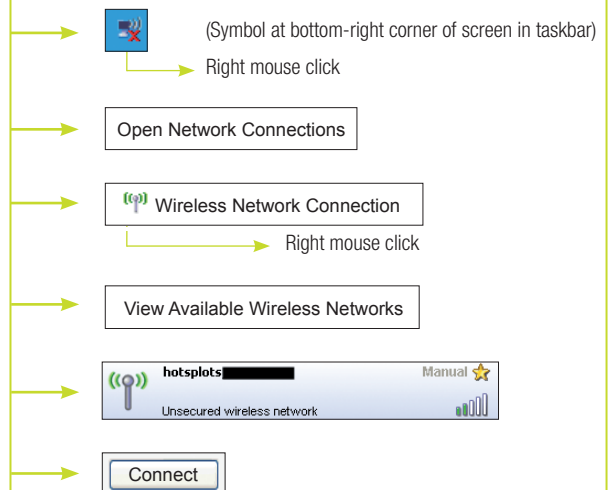 (Symbol at bottom-right corner of screen in taskbar)
Right mouse click
Open Network Connections
Wireless Network Connection
Right mouse click
View Available Wireless Networks
hotsplots Manual
Unsecured wireless network
Connect